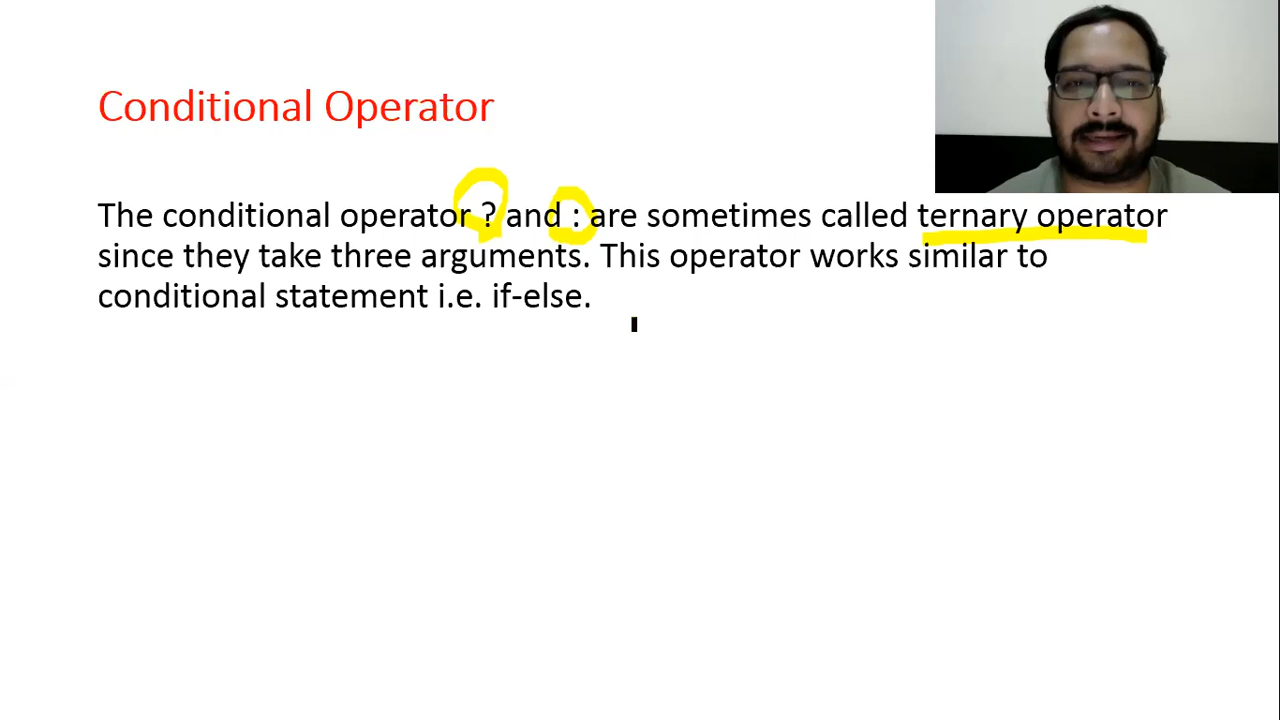 Conditional Operator
The conditional operator ? and : are sometimes called ternary operator
since they take three arguments. This operator works similar to
conditional statement i.e. if-else.